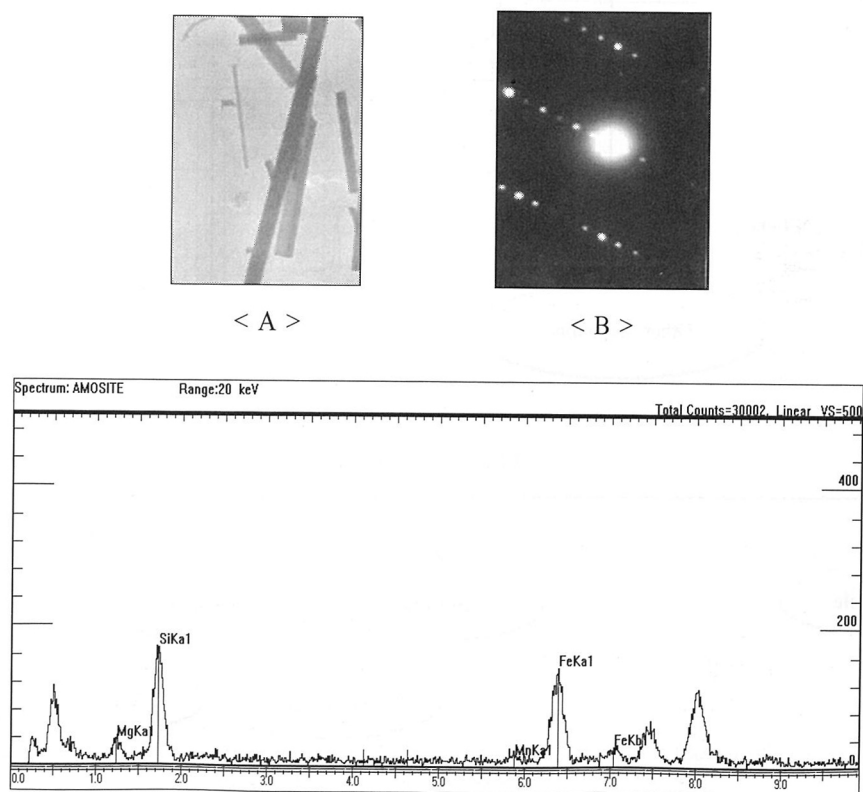 < A >
< B >
Spectrum: AMOSITE Range:20 keV
Total Counts=30002, Linear VS=500
400
200
SiKa1
FeKa1
MgKa1
MnKa1
FeKb1
0
0.0 1.0 2.0 3.0 4.0 5.0 6.0 7.0 8.0 9.0